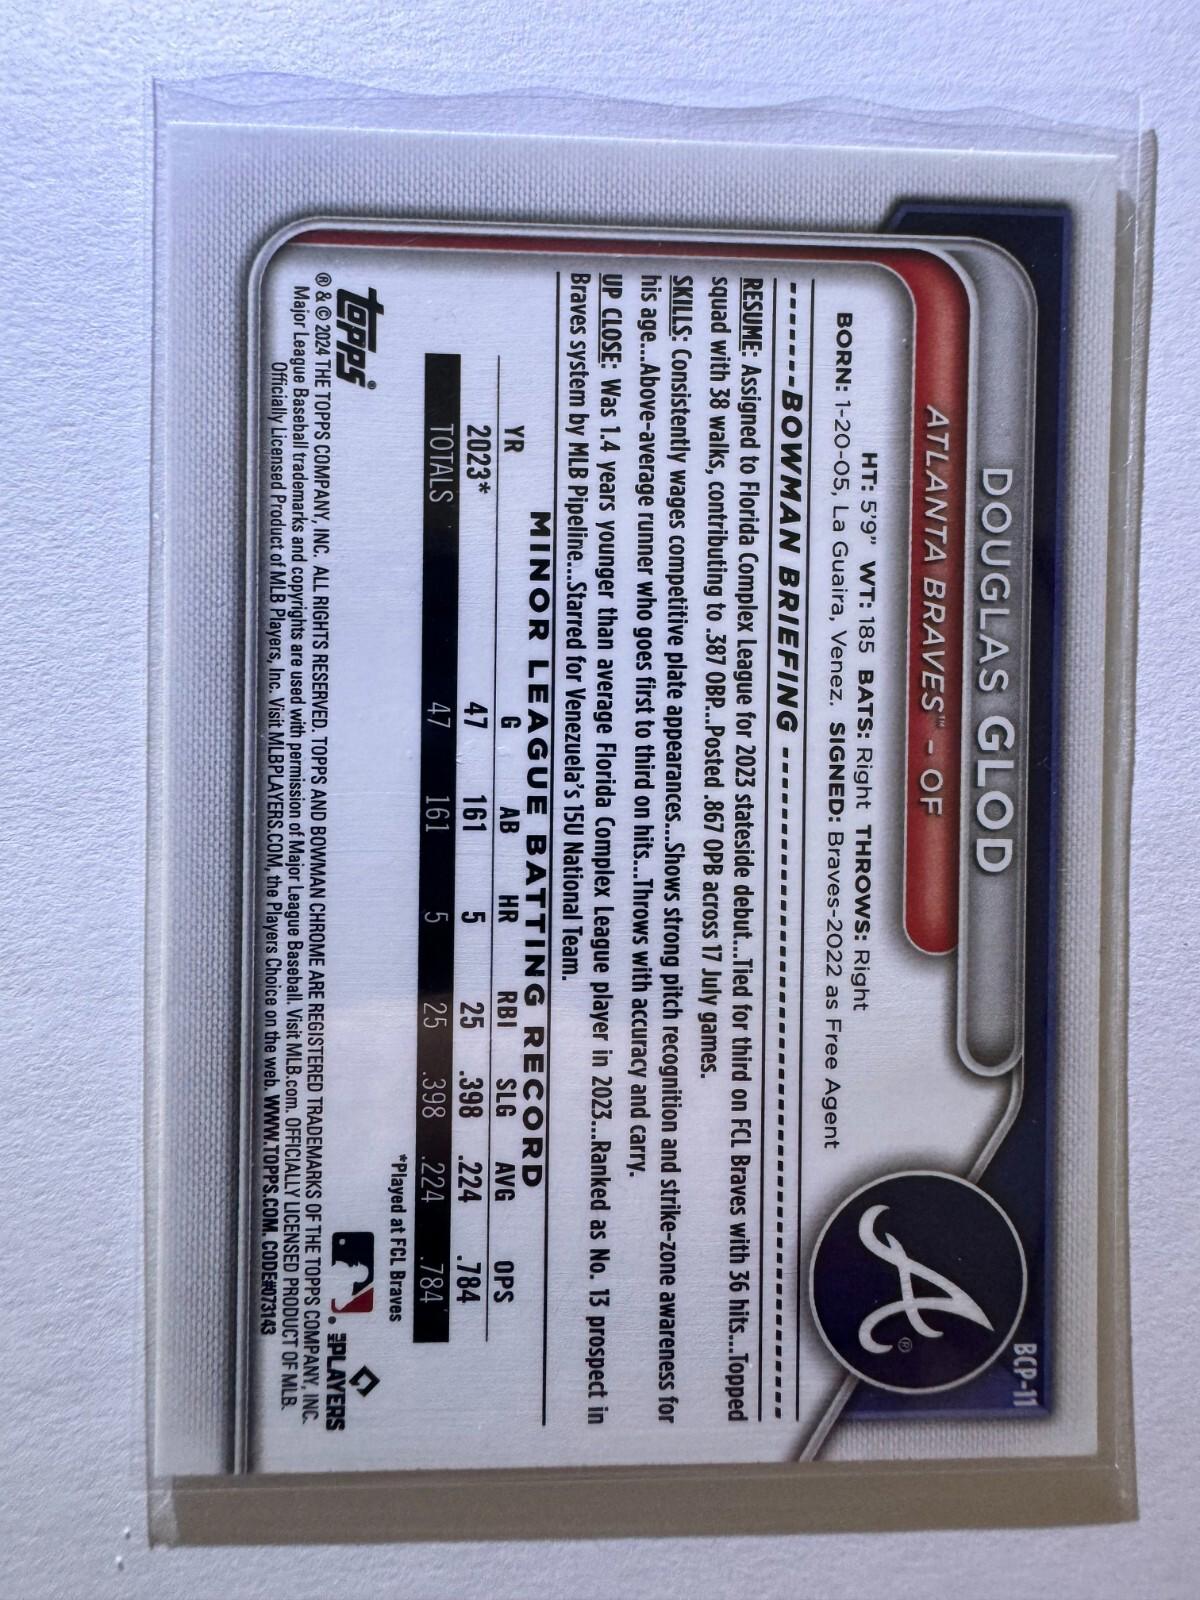 BCP-11
DOUGLAS GLOD
ATLANTA BRAVES™ - OF
HT: 5'9" WT: 185 BATS: Right THROWS: Right
BORN: 1-20-05, La Guaira, Venez. SIGNED: Braves-2022 as Free Agent
BOWMAN BRIEFING
RESUME: Assigned to Florida Complex League for 2023 stateside debut...Tied for third on FCL Braves with 36 hits...Topped
squad with 38 walks, contributing to .387 OBP...Posted .867 OPB across 17 July games.
SKILLS: Consistently wages competitive plate appearances...Shows strong pitch recognition and strike-zone awareness for
his age...Above-average runner who goes first to third on hits...Throws with accuracy and carry.
UP CLOSE: Was 1.4 years younger than average Florida Complex League player in 2023...Ranked as No. 13 prospect in
Braves system by MLB Pipeline...Starred for Venezuela's 15U National Team.
MINOR LEAGUE BATTING RECORD
YR G AB HR RBI SLG AVG OPS
2023* 47 161 5 25 .398 .224 .784
TOTALS 47 161 5 25 .398 .224 .784
*Played at FCL Braves
topps®
MLB PLAYERS
® & © 2024 THE TOPPS COMPANY, INC. ALL RIGHTS RESERVED. TOPPS AND BOWMAN CHROME ARE REGISTERED TRADEMARKS OF THE TOPPS COMPANY, INC.
Major League Baseball trademarks and copyrights are used with permission of Major League Baseball. Visit MLB.com. OFFICIALLY LICENSED PRODUCT OF MLB
Officially Licensed Product of MLB Players, Inc. Visit MLBPLAYERS.COM, the Players Choice on the web. WWW.TOPPS.COM. CODE#073143